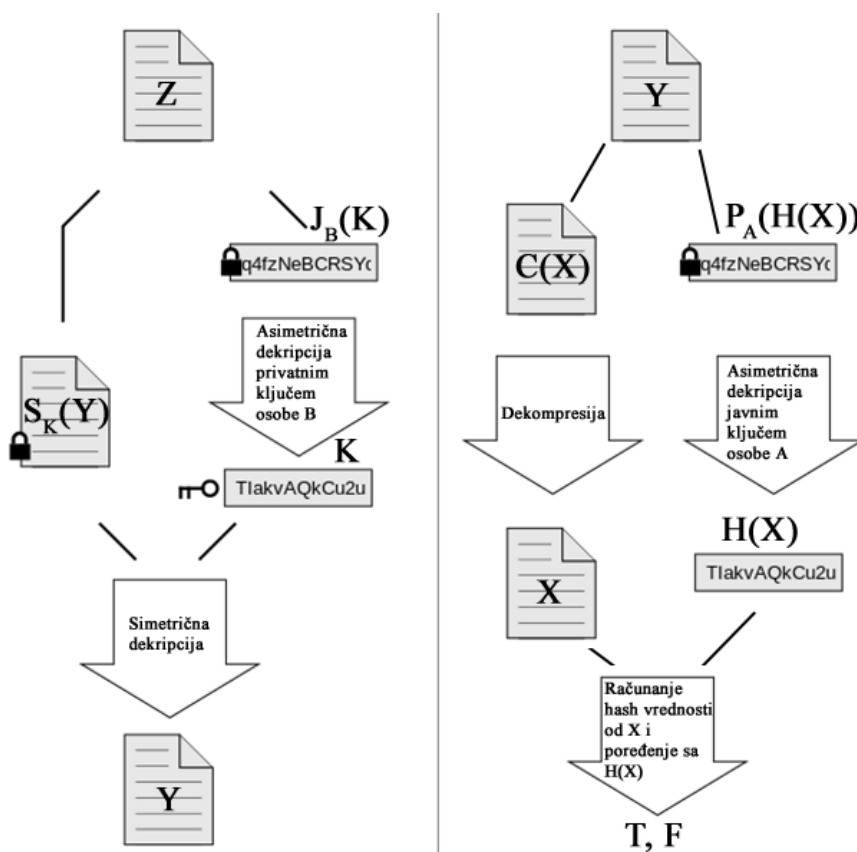 Z
J_B(K)
q4fzNeBCRSYc
Asimetrična
dekripcija
privatnim
ključem
osobe B
S_K(Y)
K
TIakvAQkCu2u
Simetrična
dekripcija
Y
Y
C(X)
P_A(H(X))
q4fzNeBCRSYc
Dekompresija
Asimetrična
dekripcija
javnim
ključem
osobe A
X
H(X)
TIakvAQkCu2u
Računanje
hash vrednosti
od X i
poređenje sa
H(X)
T, F